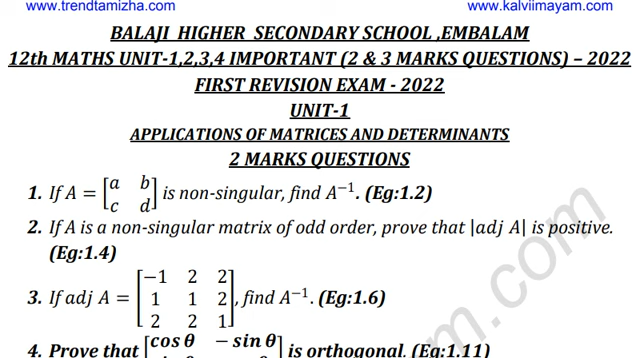 www.trendtamizha.com www.kalviimayam.com
BALAJI HIGHER SECONDARY SCHOOL ,EMBALAM
12th MATHS UNIT-1,2,3,4 IMPORTANT (2 & 3 MARKS QUESTIONS) – 2022
FIRST REVISION EXAM - 2022
UNIT-1
APPLICATIONS OF MATRICES AND DETERMINANTS
2 MARKS QUESTIONS
1. If A = [a b; c d] is non-singular, find A⁻¹. (Eg:1.2)
2. If A is a non-singular matrix of odd order, prove that |adj A| is positive.
(Eg:1.4)
3. If adj A = [−1 2 2; 1 1 2; 2 2 1], find A⁻¹. (Eg:1.6)
4. Prove that [cos θ − sin θ] is orthogonal. (Eg:1.11)
m.com